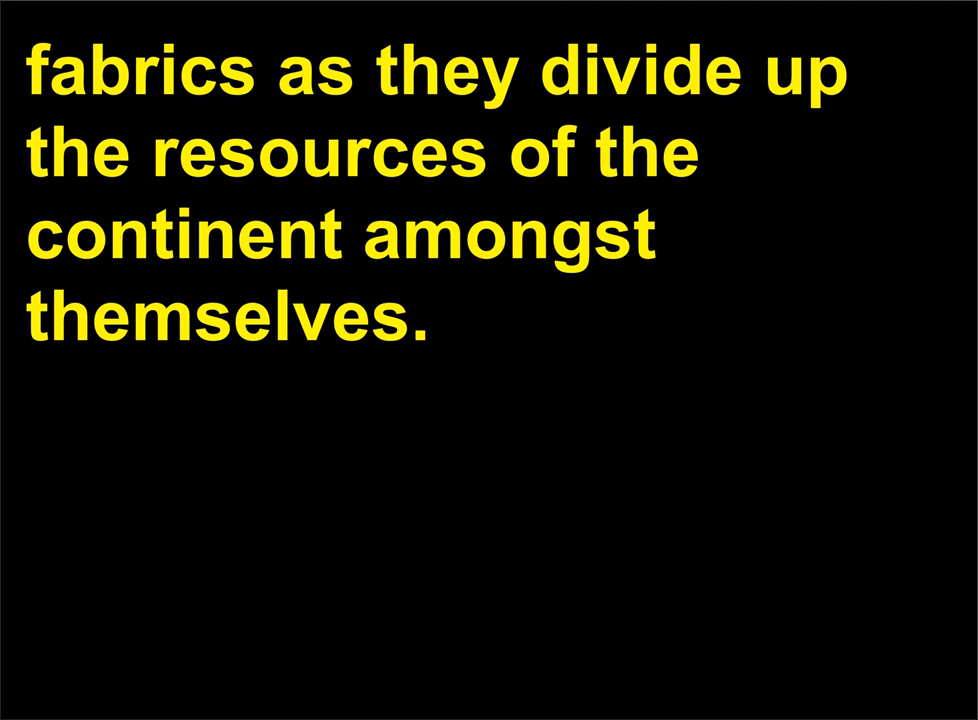 fabrics as they divide up
the resources of the
continent amongst
themselves.